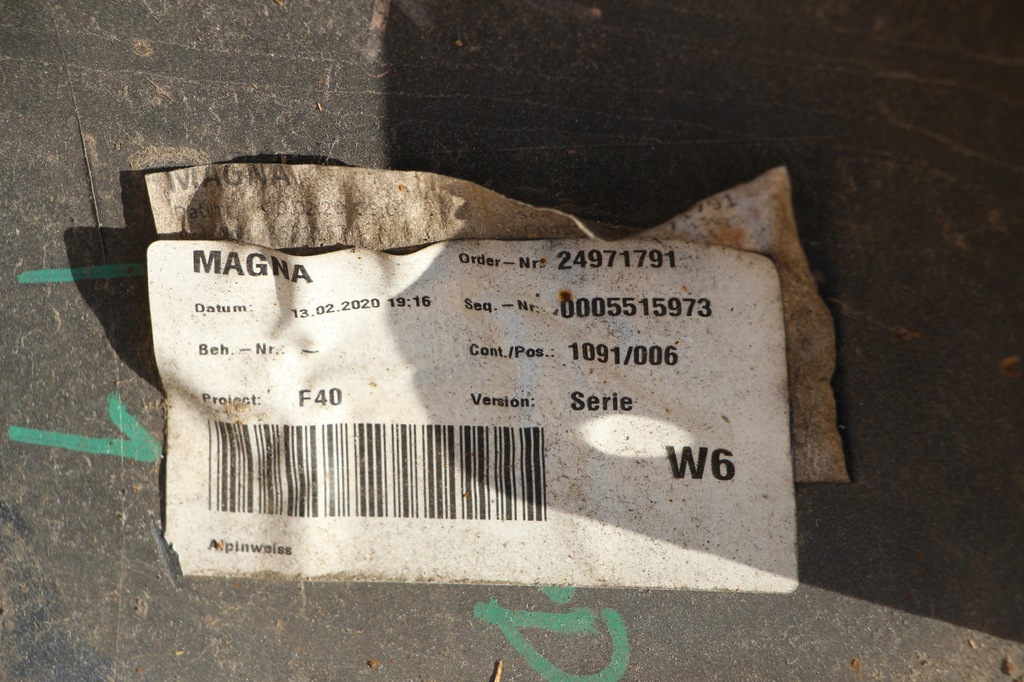 MAGNA
MAGNA Order-Nr: 24971791
Datum: 13.02.2020 19:16 Seq.-Nr: 0005515973
Beh.-Nr.: - Cont./Pos.: 1091/006
Project: F40 Version: Serie
W6
Alpinweiss